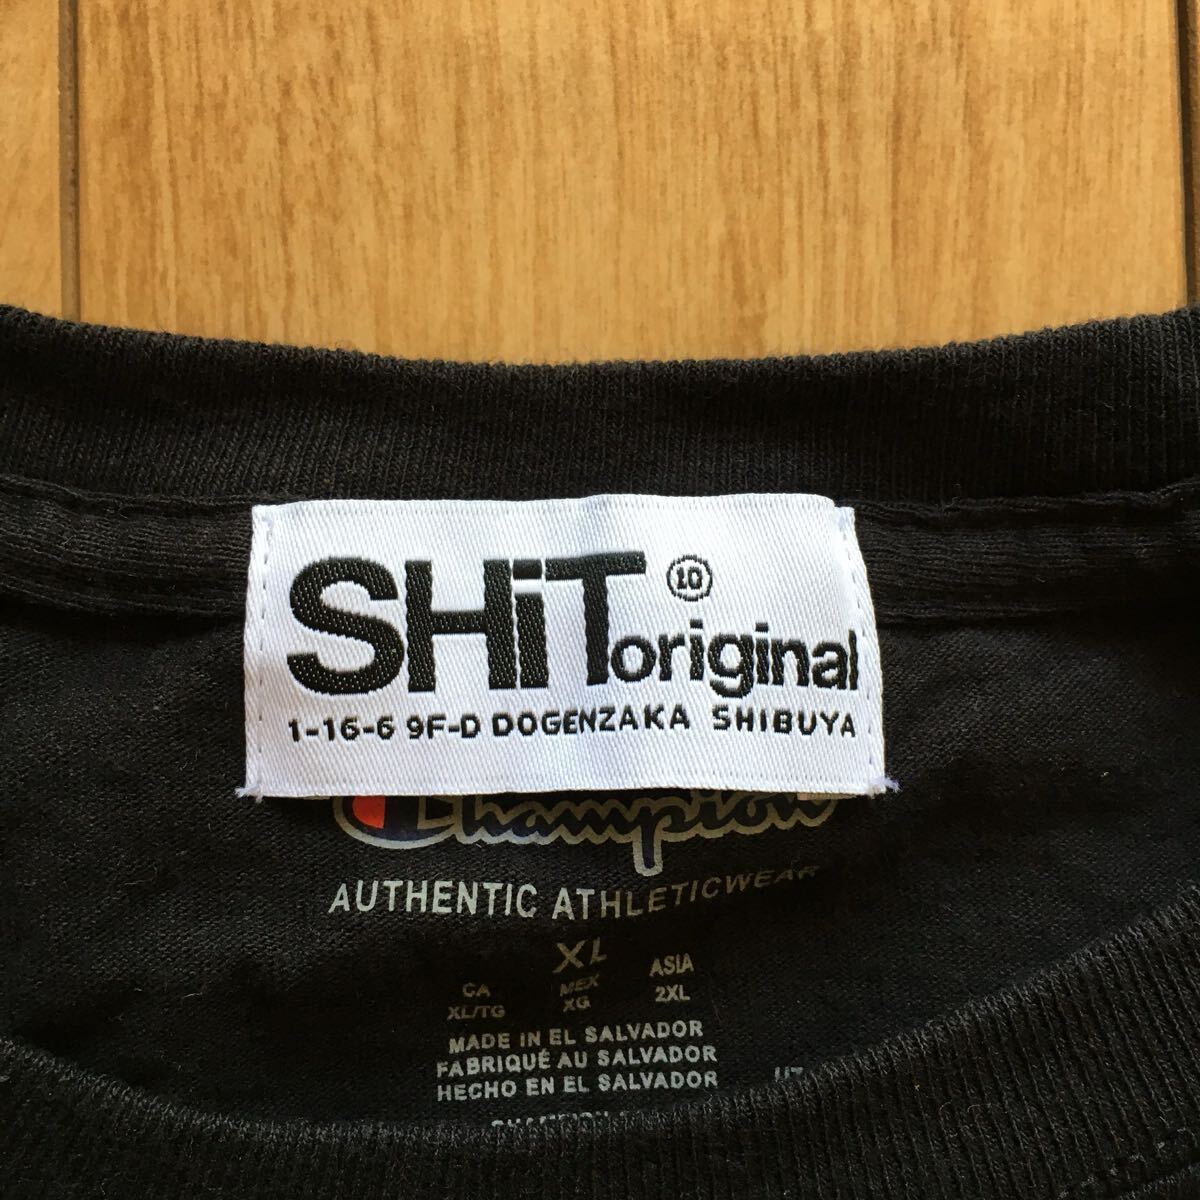 SHiT 10
original
1-16-6 9F-D DOGENZAKA SHIBUYA
Champion
AUTHENTIC ATHLETICWEAR
XL
CA MEX ASIA
XL/TG XG 2XL
MADE IN EL SALVADOR
FABRIQUÉ AU SALVADOR
HECHO EN EL SALVADOR